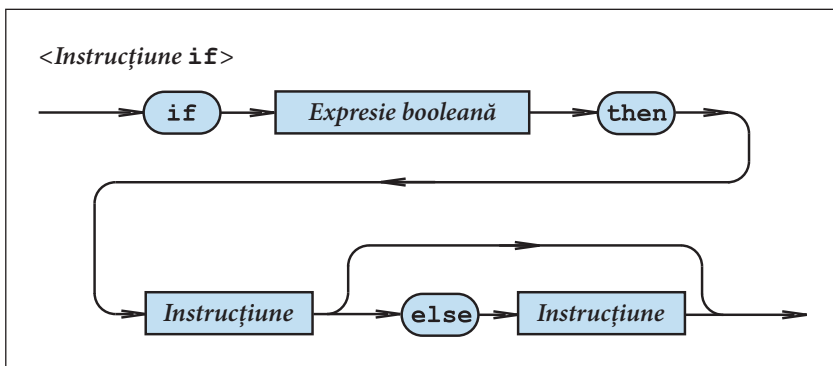 <Instrucțiune if>
if Expresie booleană then
Instrucțiune else Instrucțiune